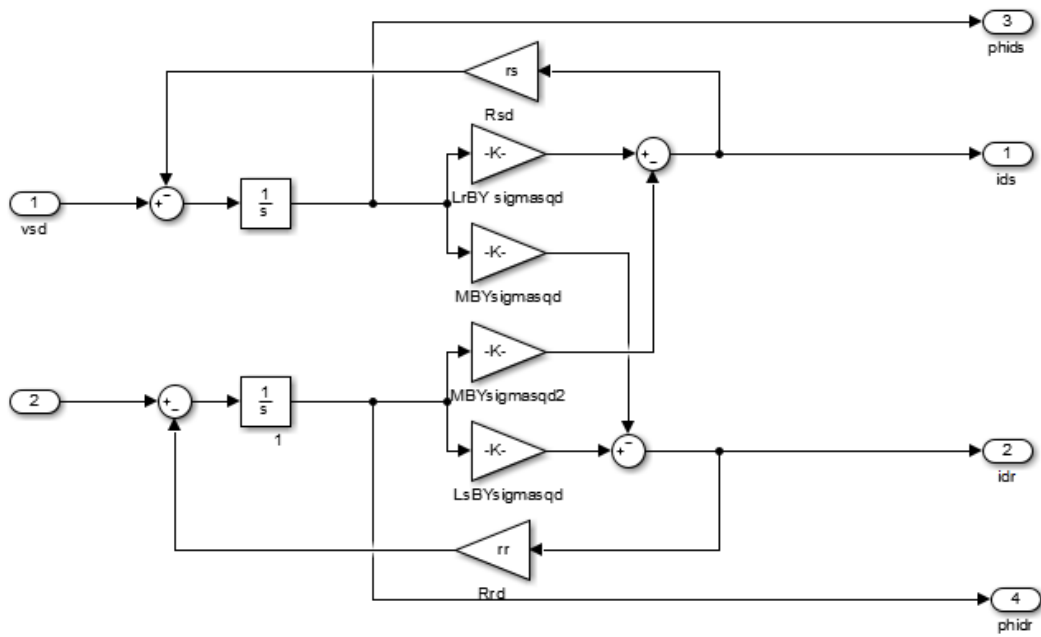 3
phids
rs
Rsd
-K-
1
LrBY sigmasqd
ids
1
vsd
1
s
-K-
MBYsigmasqd
-K-
MBYsigmasqd2
2
1
s
1
-K-
LsBYsigmasqd
2
idr
rr
Rrd
4
phidr